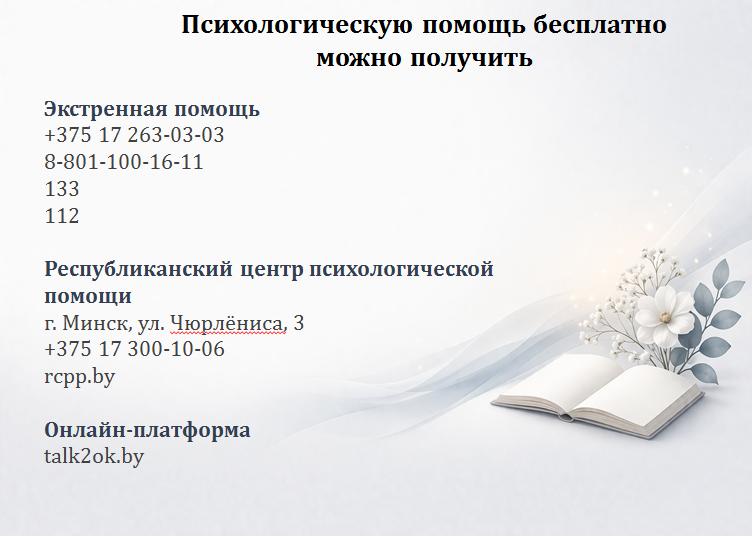 Психологическую помощь бесплатно
можно получить
Экстренная помощь
+375 17 263-03-03
8-801-100-16-11
133
112
Республиканский центр психологической
помощи
г. Минск, ул. Чюрлёниса, 3
+375 17 300-10-06
rcpp.by
Онлайн-платформа
talk2ok.by